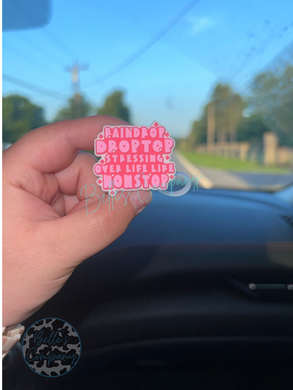 RAINDROP
DROPTOP
STRESSING
OVER LIFE LIKE
NONSTOP